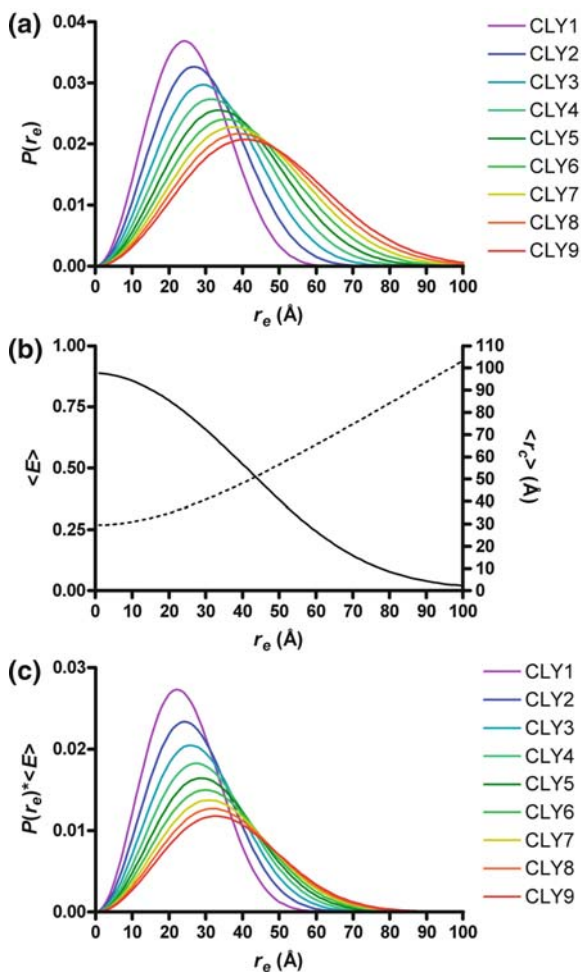 (a)
0.04
0.03
0.02
0.01
0.00
P(re)
0 10 20 30 40 50 60 70 80 90 100
re (Å)
CLY1
CLY2
CLY3
CLY4
CLY5
CLY6
CLY7
CLY8
CLY9
(b)
1.00
0.75
0.50
0.25
0.00
<E>
110
100
90
80
70
60
50
40
30
20
10
0
<rc> (Å)
0 10 20 30 40 50 60 70 80 90 100
re (Å)
(c)
0.03
0.02
0.01
0.00
P(re)*<E>
0 10 20 30 40 50 60 70 80 90 100
re (Å)
CLY1
CLY2
CLY3
CLY4
CLY5
CLY6
CLY7
CLY8
CLY9